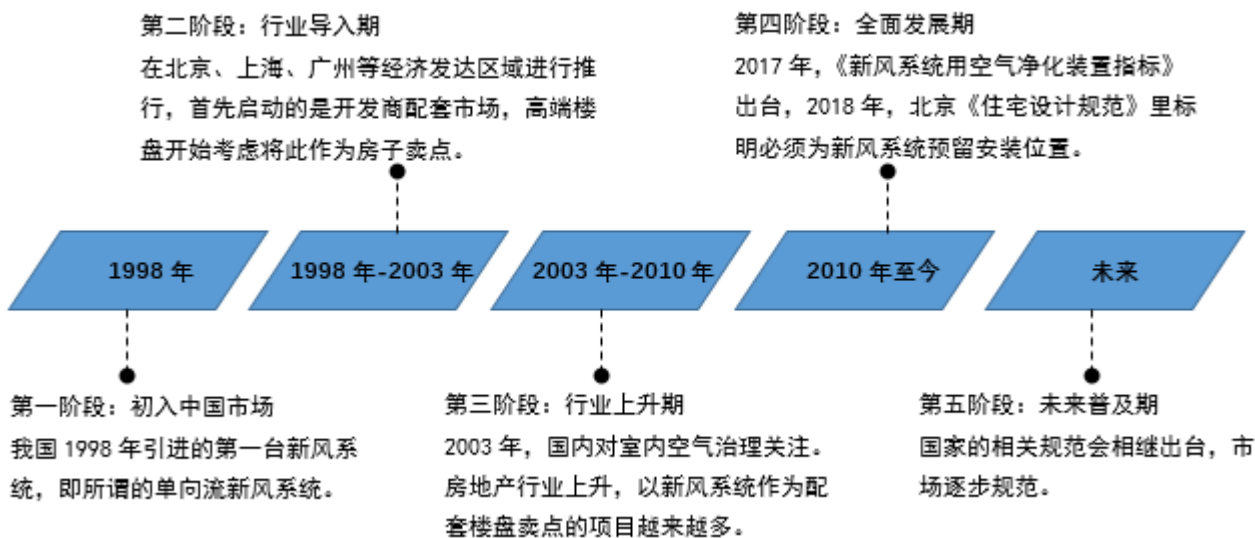 第二阶段：行业导入期
在北京、上海、广州等经济发达区域进行推
行，首先启动的是开发商配套市场，高端楼
盘开始考虑将此作为房子卖点。
第四阶段：全面发展期
2017 年，《新风系统用空气净化装置指标》
出台，2018 年，北京《住宅设计规范》里标
明必须为新风系统预留安装位置。
1998 年
1998 年-2003 年
2003 年-2010 年
2010 年至今
未来
第一阶段：初入中国市场
我国 1998 年引进的第一台新风系
统，即所谓的单向流新风系统。
第三阶段：行业上升期
2003 年，国内对室内空气治理关注。
房地产行业上升，以新风系统作为配
套楼盘卖点的项目越来越多。
第五阶段：未来普及期
国家的相关规范会相继出台，市
场逐步规范。